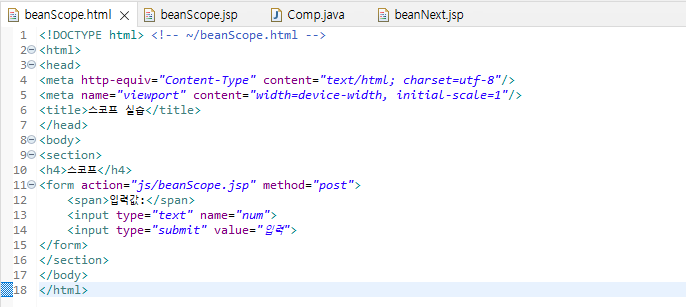 beanScope.html beanScope.jsp Comp.java beanNext.jsp
1 <!DOCTYPE html> <!-- ~/beanScope.html -->
2 <html>
3 <head>
4 <meta http-equiv="Content-Type" content="text/html; charset=utf-8"/>
5 <meta name="viewport" content="width=device-width, initial-scale=1"/>
6 <title>스코프 실습</title>
7 </head>
8 <body>
9 <section>
10 <h4>스코프</h4>
11 <form action="js/beanScope.jsp" method="post">
12 <span>입력값:</span>
13 <input type="text" name="num">
14 <input type="submit" value="입력">
15 </form>
16 </section>
17 </body>
18 </html>